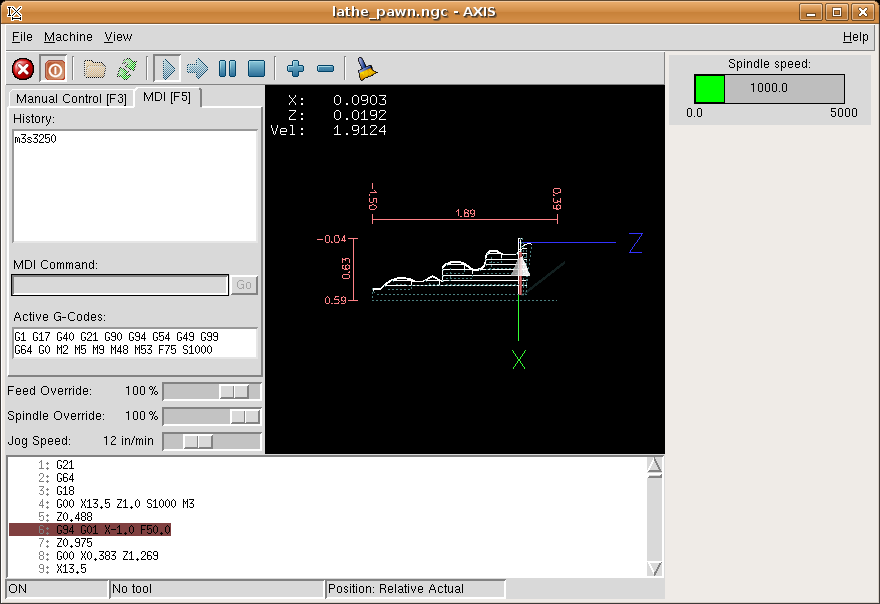 lathe_pawn.ngc - AXIS
File Machine View Help
Manual Control [F3] MDI [F5]
History:
m3s3250
MDI Command:
Go
Active G-Codes:
G1 G17 G40 G21 G90 G94 G54 G49 G99
G64 G0 M2 M5 M9 M48 M53 F75 S1000
Feed Override: 100 %
Spindle Override: 100 %
Jog Speed: 12 in/min
X: 0.0903
Z: 0.0192
Vel: 1.9124
-1.50
0.39
1.89
-0.04
0.63
0.59
Z
X
Spindle speed:
1000.0
0.0 5000
1: G21
2: G64
3: G18
4: G00 X13.5 Z1.0 S1000 M3
5: Z0.488
6: G94 G01 X-1.0 F50.0
7: Z0.975
8: G00 X0.383 Z1.269
9: X13.5
ON No tool Position: Relative Actual